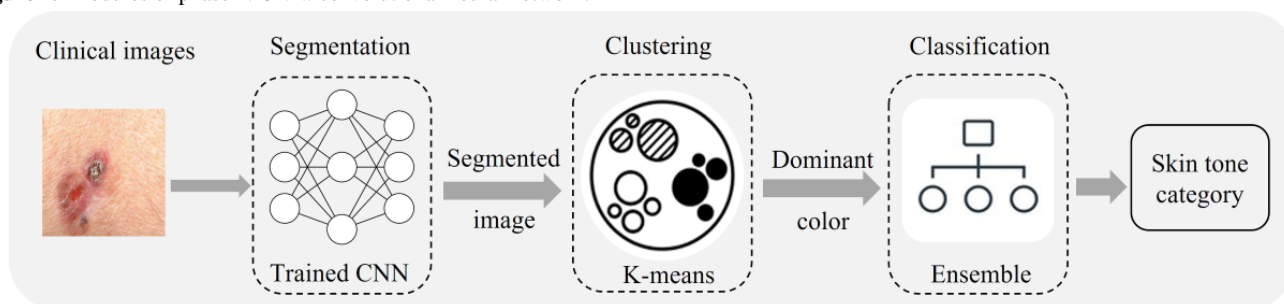 Clinical images
Segmentation
Trained CNN
Segmented
image
Clustering
K-means
Dominant
color
Classification
Ensemble
Skin tone
category